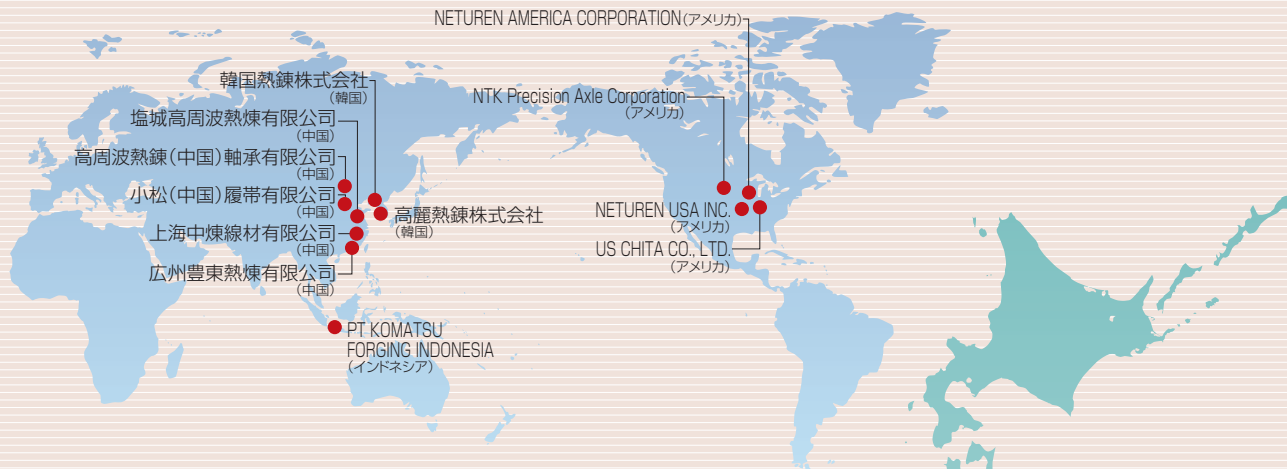 NETUREN AMERICA CORPORATION(アメリカ)
韓国熱錬株式会社
(韓国)
塩城高周波熱煉有限公司
(中国)
高周波熱錬(中国)軸承有限公司
(中国)
小松(中国)履帯有限公司
(中国)
上海中煉線材有限公司
(中国)
広州豊東熱煉有限公司
(中国)
高麗熱錬株式会社
(韓国)
PT KOMATSU
FORGING INDONESIA
(インドネシア)
NTK Precision Axle Corporation
(アメリカ)
NETUREN USA INC.
(アメリカ)
US CHITA CO., LTD.
(アメリカ)